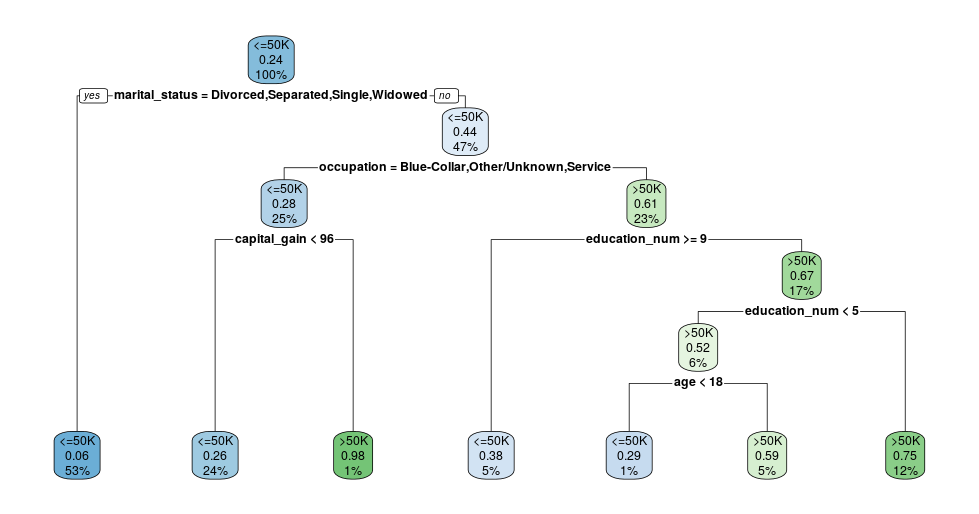 <=50K
0.24
100%
yes marital_status = Divorced,Separated,Single,Widowed no
<=50K
0.44
47%
occupation = Blue-Collar,Other/Unknown,Service
<=50K
0.28
25%
>50K
0.61
23%
capital_gain < 96
education_num >= 9
>50K
0.67
17%
education_num < 5
>50K
0.52
6%
age < 18
<=50K
0.06
53%
<=50K
0.26
24%
>50K
0.98
1%
<=50K
0.38
5%
<=50K
0.29
1%
>50K
0.59
5%
>50K
0.75
12%